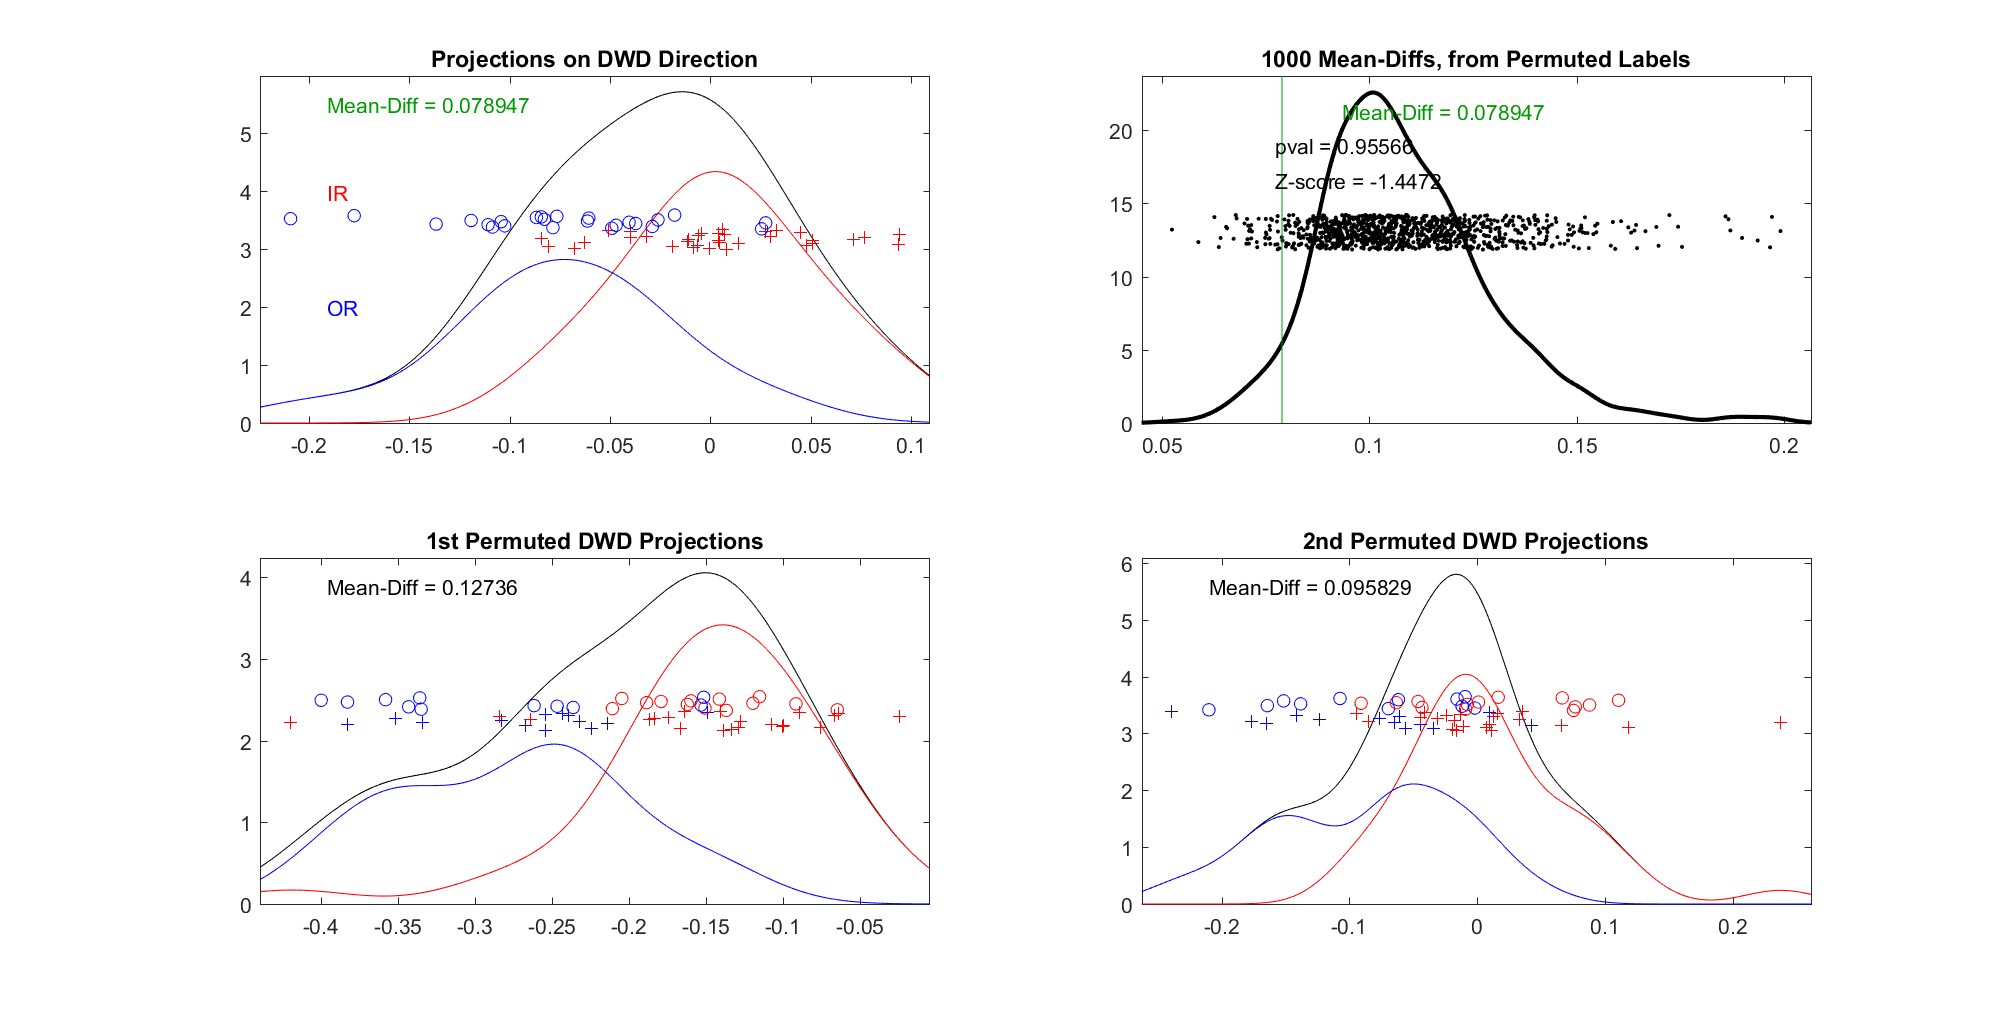 Projections on DWD Direction
Mean-Diff = 0.078947
IR
OR
5
4
3
2
1
0
-0.2 -0.15 -0.1 -0.05 0 0.05 0.1
1000 Mean-Diffs, from Permuted Labels
Mean-Diff = 0.078947
pval = 0.95566
Z-score = -1.4472
20
15
10
5
0
0.05 0.1 0.15 0.2
1st Permuted DWD Projections
Mean-Diff = 0.12736
4
3
2
1
0
-0.4 -0.35 -0.3 -0.25 -0.2 -0.15 -0.1 -0.05
2nd Permuted DWD Projections
Mean-Diff = 0.095829
6
5
4
3
2
1
0
-0.2 -0.1 0 0.1 0.2